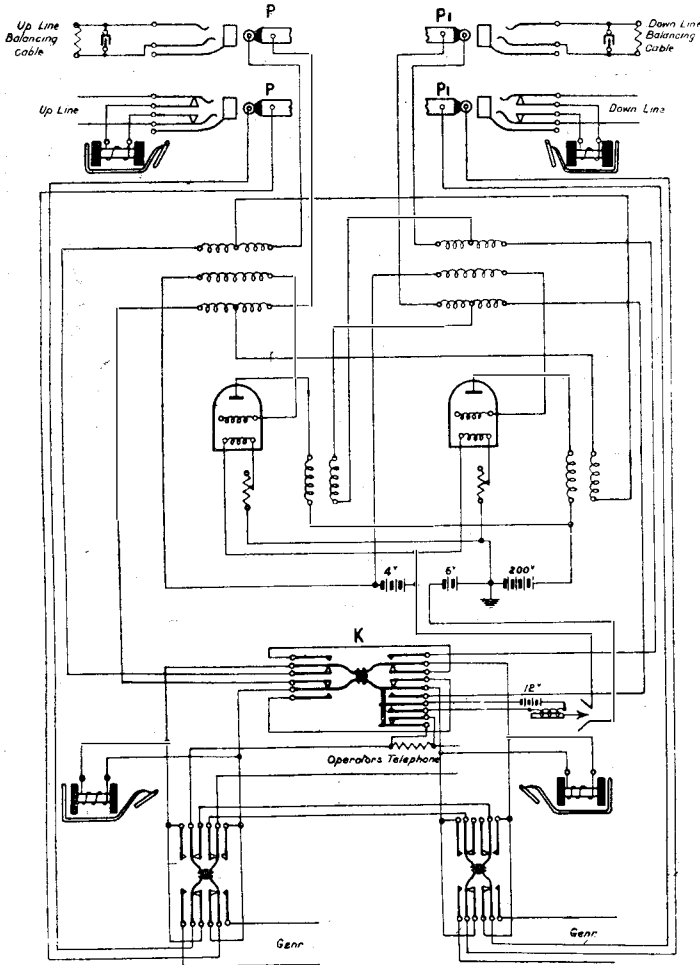 Up Line
Balancing
Cable
P
P1
Down Line
Balancing
Cable
Up Line
P
P1
Down Line
4v
6v
200v
K
12v
Operators Telephone
Genr
Genr.